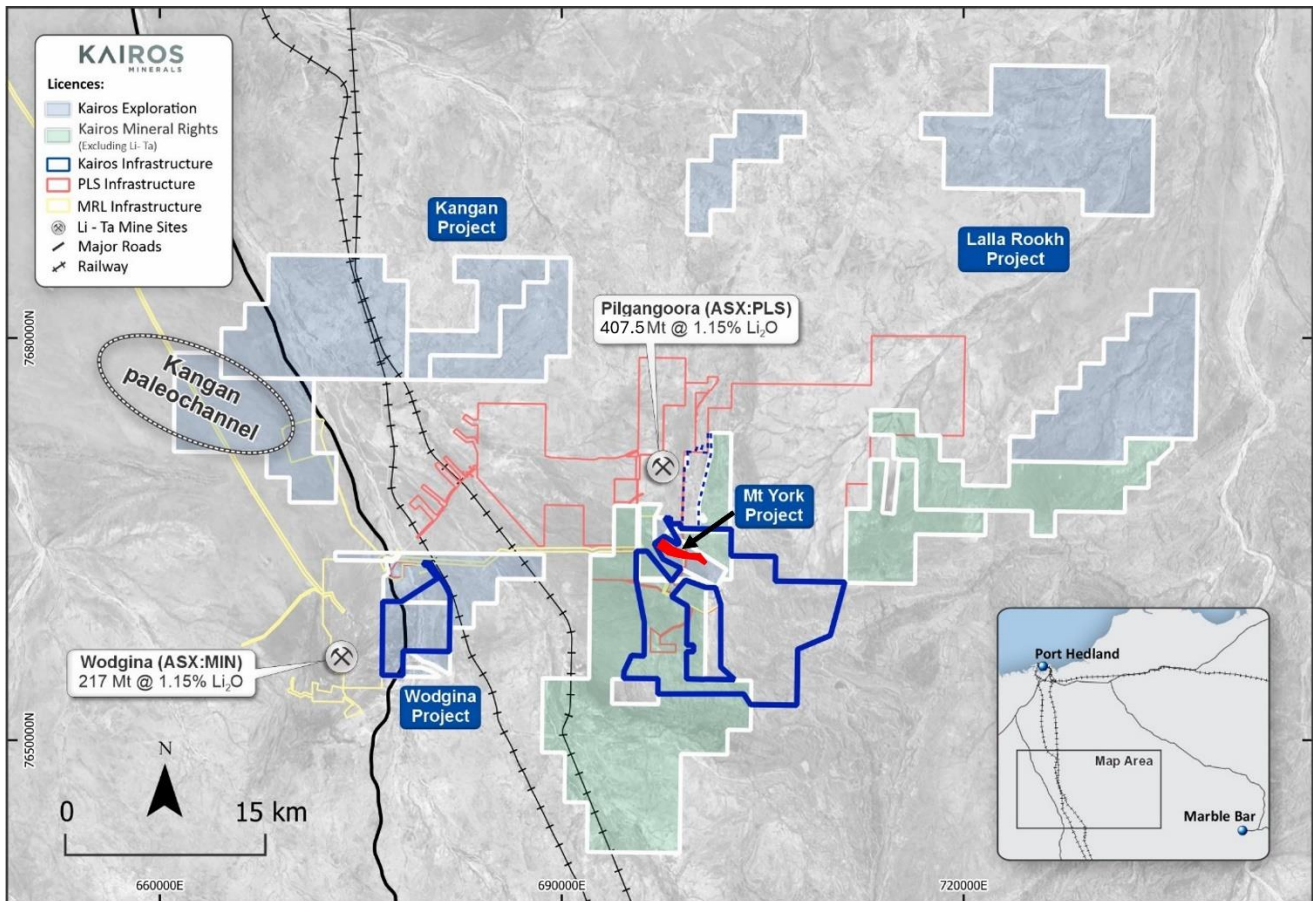 KAIROS
MINERALS
Licences:
Kairos Exploration
Kairos Mineral Rights
(Excluding Li- Ta)
Kairos Infrastructure
PLS Infrastructure
MRL Infrastructure
Li - Ta Mine Sites
Major Roads
Railway
Kangan
Project
Lalla Rookh
Project
Pilgangoora (ASX:PLS)
407.5 Mt @ 1.15% Li₂O
7680000N
Kangan
paleochannel
Mt York
Project
Wodgina (ASX:MIN)
217 Mt @ 1.15% Li₂O
Wodgina
Project
7650000N
N
0 15 km
Port Hedland
Map Area
Marble Bar
660000E
690000E
720000E